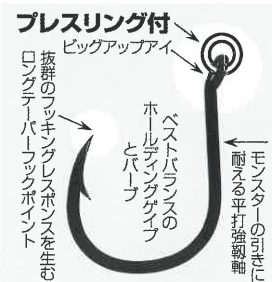 プレスリング付
ビッグアップアイ
モンスターの引きに
耐える平打強靱軸
ベストバランスの
ホールディングゲイプ
とバーブ
抜群のフッキングレスポンスを生む
ロングテーパーフックポイント